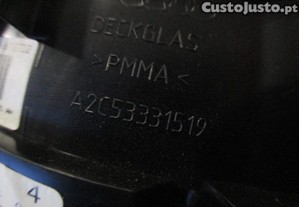 CustoJusto.pt
DECKGLAS
>PMMA<
A2C53331519
4